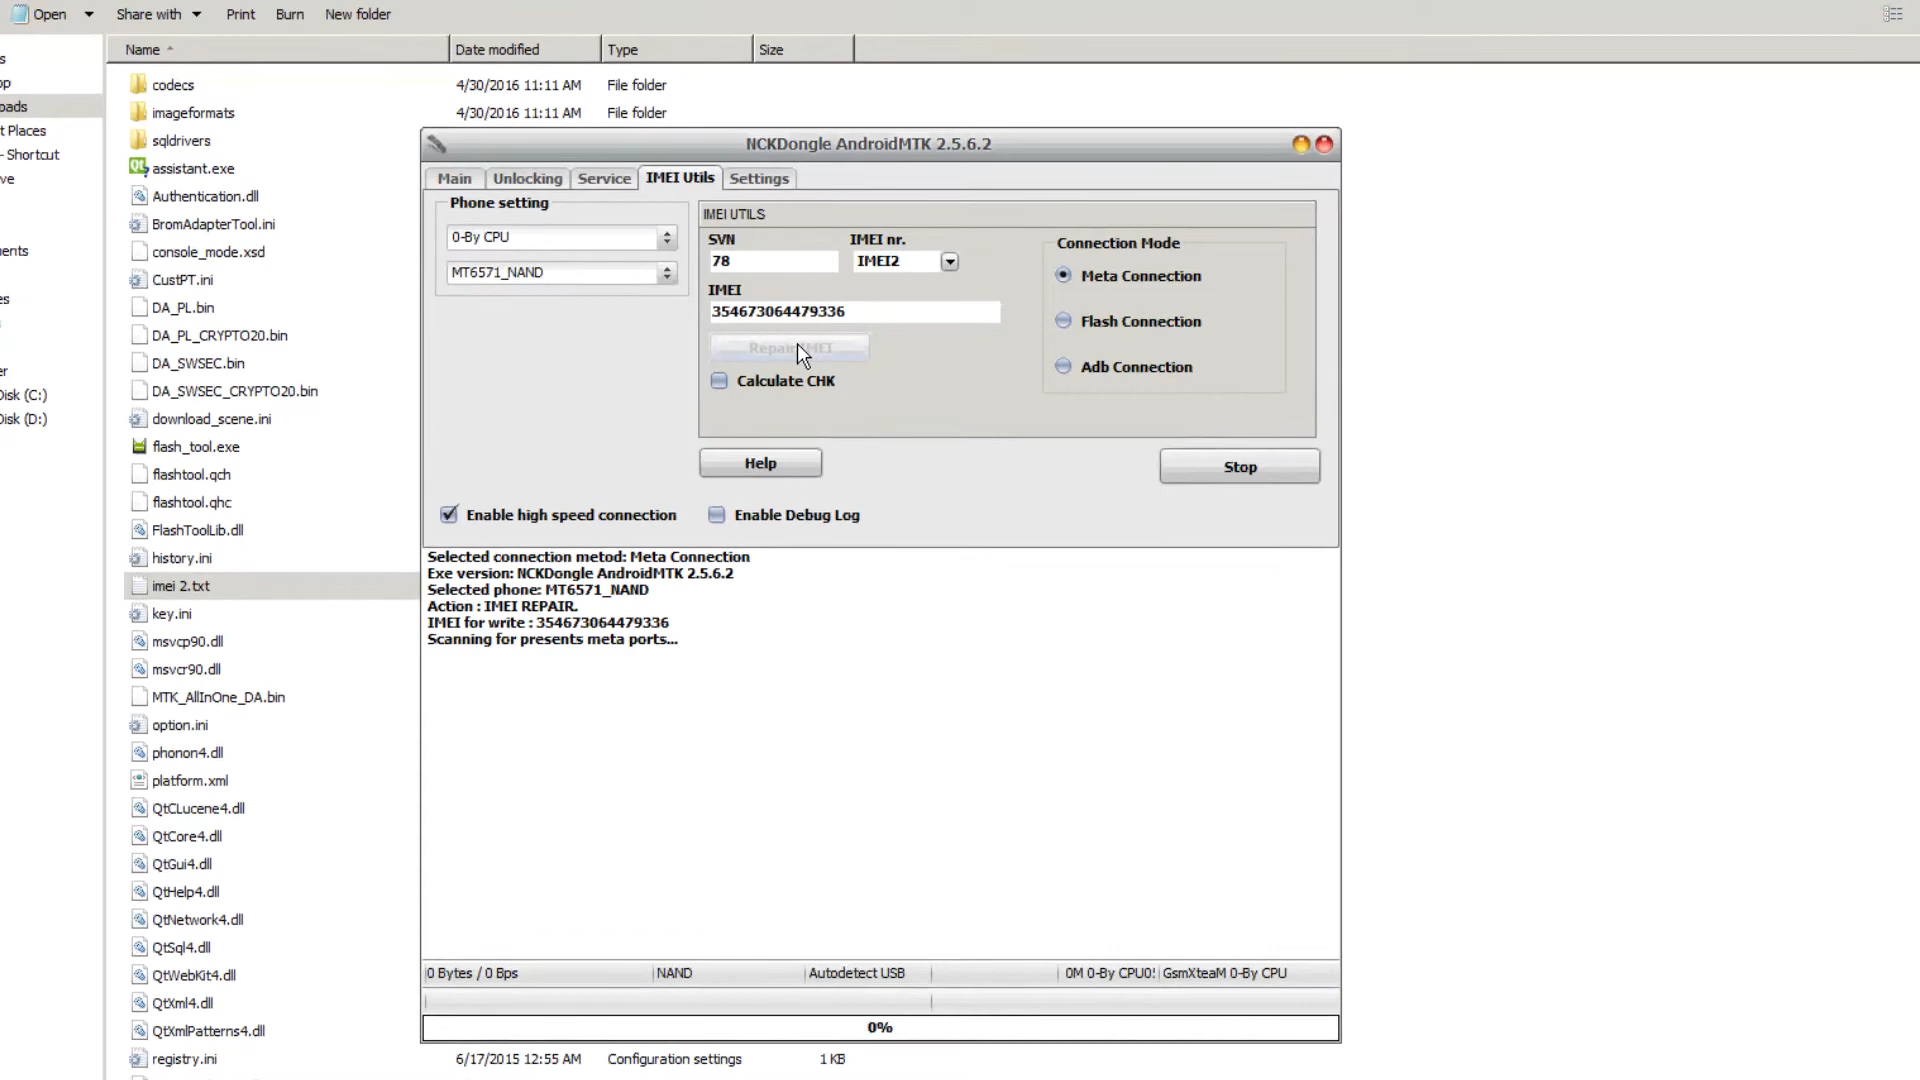 Open
Share with
Print
Burn
New folder
Name
Date modified
Type
Size
s
op
oads
t Places
- Shortcut
ve
ents
es
er
Disk (C:)
Disk (D:)
codecs
4/30/2016 11:11 AM
File folder
imageformats
4/30/2016 11:11 AM
File folder
sqldrivers
assistant.exe
Authentication.dll
BromAdapterTool.ini
console_mode.xsd
CustPT.ini
DA_PL.bin
DA_PL_CRYPTO20.bin
DA_SWSEC.bin
DA_SWSEC_CRYPTO20.bin
download_scene.ini
flash_tool.exe
flashtool.qch
flashtool.qhc
FlashToolLib.dll
history.ini
imei 2.txt
key.ini
msvcp90.dll
msvcr90.dll
MTK_AllInOne_DA.bin
option.ini
phonon4.dll
platform.xml
QtCLucene4.dll
QtCore4.dll
QtGui4.dll
QtHelp4.dll
QtNetwork4.dll
QtSql4.dll
QtWebKit4.dll
QtXml4.dll
QtXmlPatterns4.dll
registry.ini
6/17/2015 12:55 AM
Configuration settings
1 KB
NCKDongle AndroidMTK 2.5.6.2
Main
Unlocking
Service
IMEI Utils
Settings
Phone setting
0-By CPU
MT6571_NAND
IMEI UTILS
SVN
IMEI nr.
78
IMEI2
IMEI
354673064479336
Repair IMEI
Calculate CHK
Connection Mode
Meta Connection
Flash Connection
Adb Connection
Help
Stop
Enable high speed connection
Enable Debug Log
Selected connection metod: Meta Connection
Exe version: NCKDongle AndroidMTK 2.5.6.2
Selected phone: MT6571_NAND
Action : IMEI REPAIR.
IMEI for write : 354673064479336
Scanning for presents meta ports...
0 Bytes / 0 Bps
NAND
Autodetect USB
0M 0-By CPU0!
GsmXteaM 0-By CPU
0%